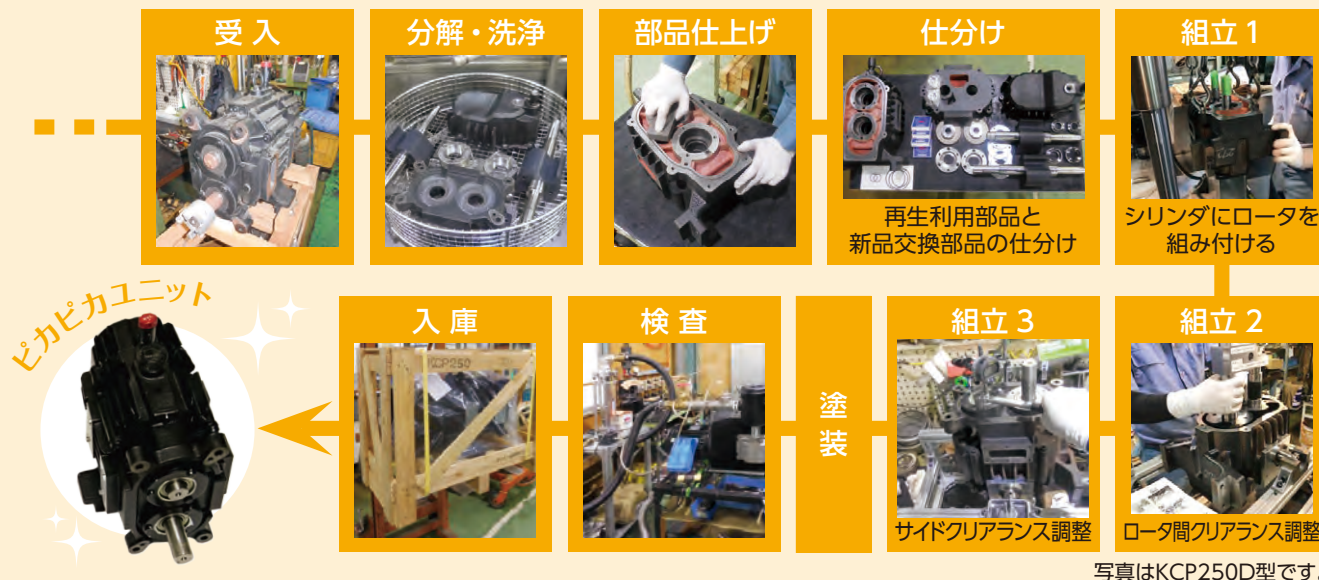 受入
分解・洗浄
部品仕上げ
仕分け
再生利用部品と
新品交換部品の仕分け
組立1
シリンダにロータを
組み付ける
組立2
ロータ間クリアランス調整
組立3
サイドクリアランス調整
塗装
検査
入庫
KCP250
ピカピカユニット
写真はKCP250D型です。